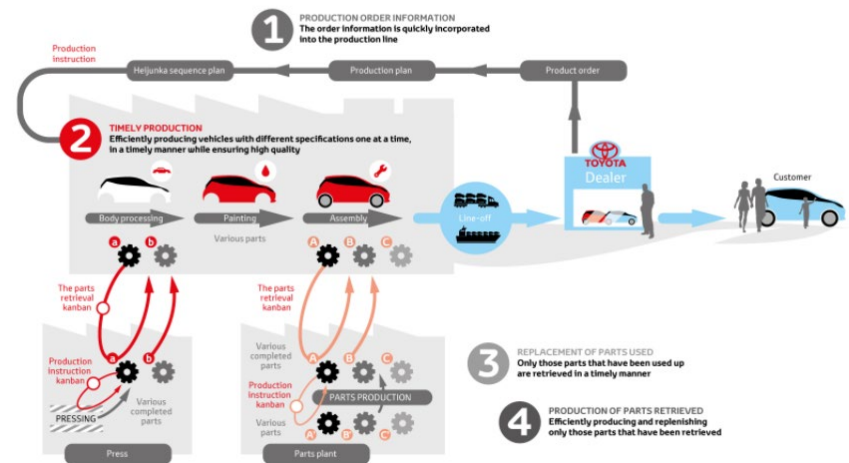 1
PRODUCTION ORDER INFORMATION
The order information is quickly incorporated
into the production line
Production
instruction
Heijunka sequence plan
Production plan
Product order
2
TIMELY PRODUCTION
Efficiently producing vehicles with different specifications one at a time,
in a timely manner while ensuring high quality
TOYOTA
Dealer
Customer
Body processing
Painting
Assembly
Line-off
Various parts
a
b
A
B
C
The parts
retrieval
kanban
The parts
retrieval
kanban
a
b
Various
completed
parts
A
B
C
Production
instruction
kanban
Various
completed
parts
PRESSING
Production
instruction
kanban
PARTS PRODUCTION
Various
parts
A'
B'
C'
Press
Parts plant
3
REPLACEMENT OF PARTS USED
Only those parts that have been used up
are retrieved in a timely manner
4
PRODUCTION OF PARTS RETRIEVED
Efficiently producing and replenishing
only those parts that have been retrieved